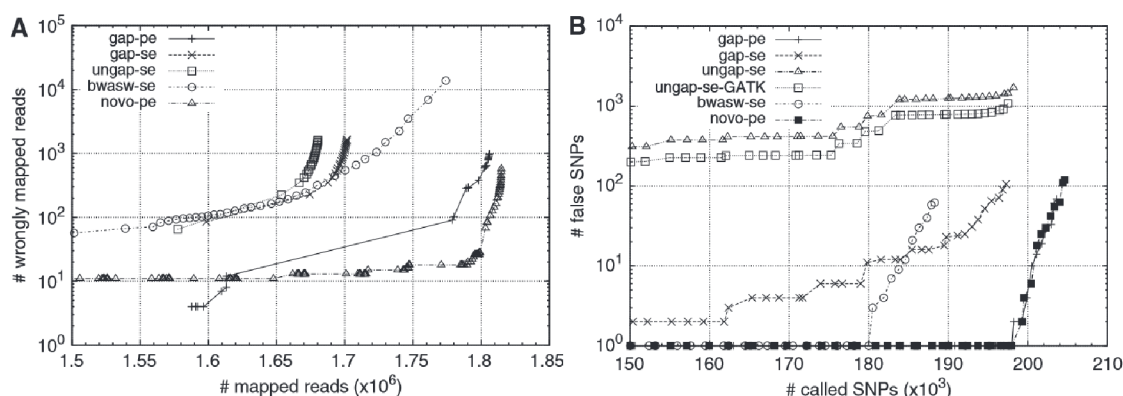 A
# wrongly mapped reads
10^5
10^4
10^3
10^2
10^1
10^0
gap-pe
gap-se
ungap-se
bwasw-se
novo-pe
1.5 1.55 1.6 1.65 1.7 1.75 1.8 1.85
# mapped reads (x10^6)
B
# false SNPs
10^4
10^3
10^2
10^1
10^0
gap-pe
gap-se
ungap-se
ungap-se-GATK
bwasw-se
novo-pe
150 160 170 180 190 200 210
# called SNPs (x10^3)